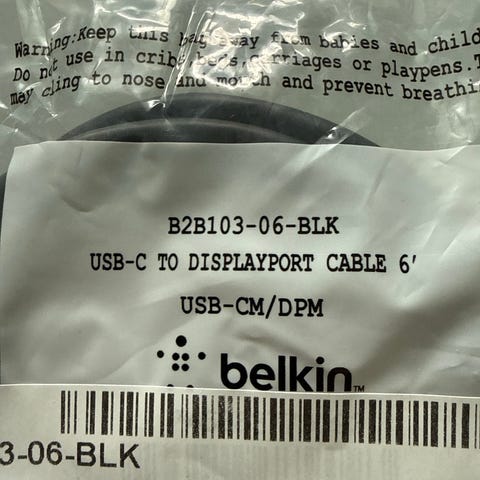 Warning:Keep this bag away from babies and child
Do not use in cribs,beds,carriages or playpens.T
may cling to nose and mouth and prevent breathi
B2B103-06-BLK
USB-C TO DISPLAYPORT CABLE 6'
USB-CM/DPM
belkin™
3-06-BLK